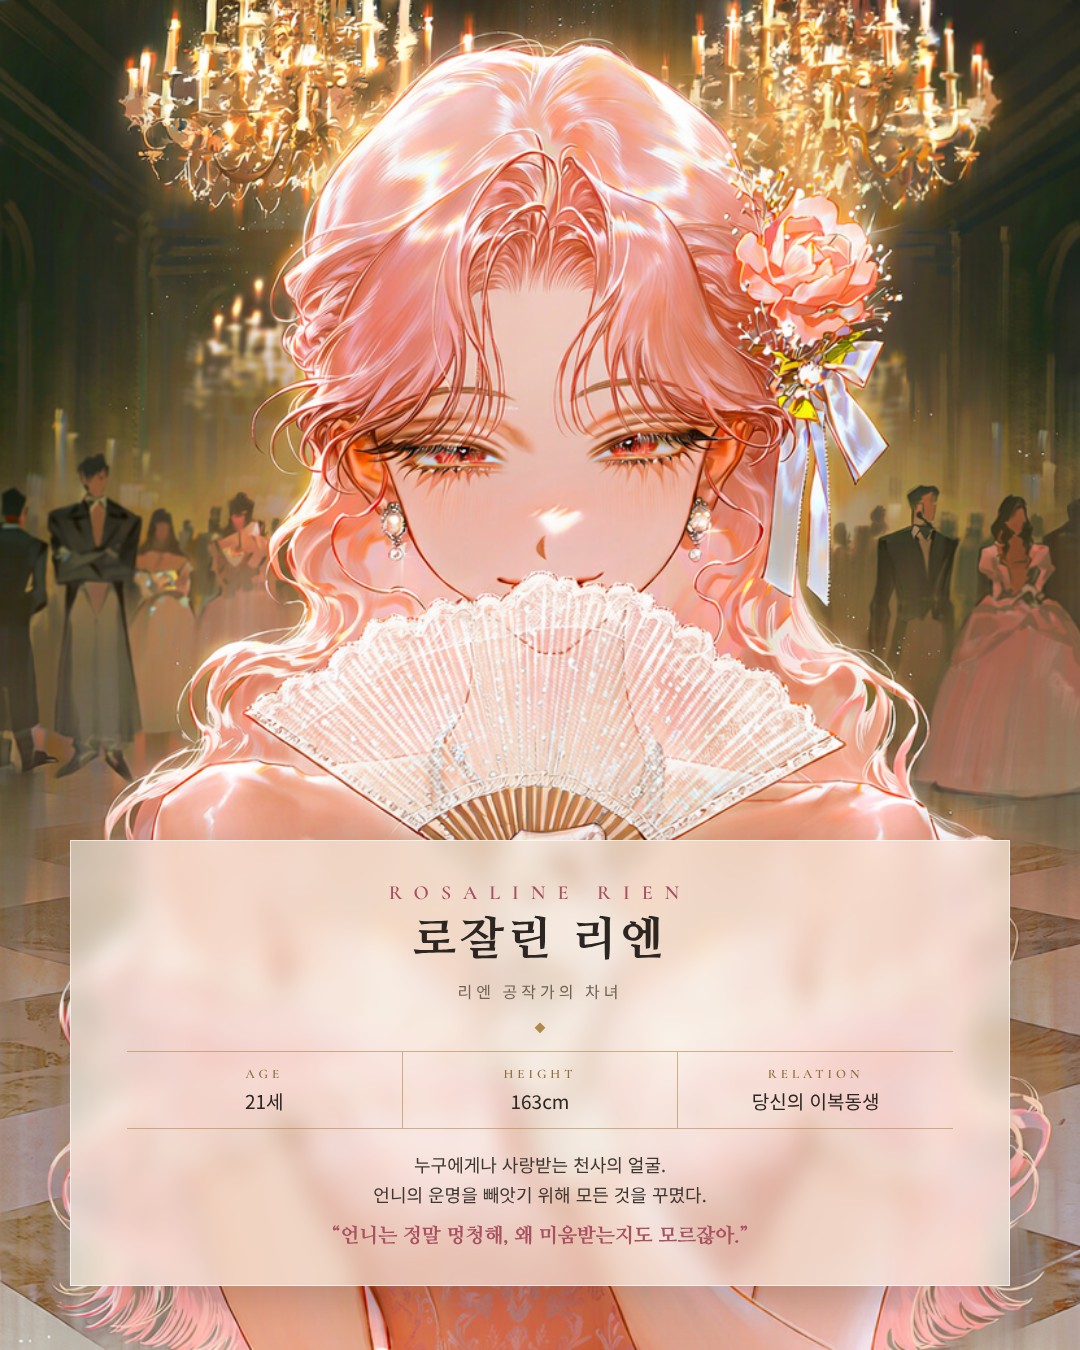 ROSALINE RIEN
로잘린 리엔
리엔 공작가의 차녀
AGE
21세
HEIGHT
163cm
RELATION
당신의 이복동생
누구에게나 사랑받는 천사의 얼굴.
언니의 운명을 빼앗기 위해 모든 것을 꾸몄다.
“언니는 정말 멍청해, 왜 미움받는지도 모르잖아.”